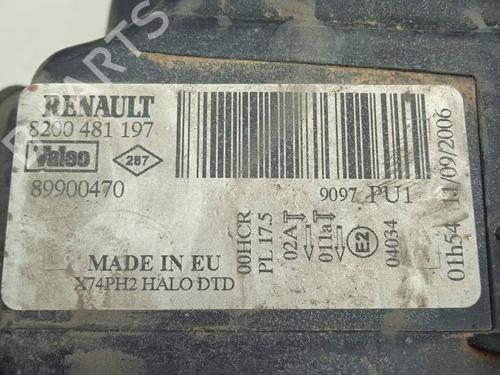 PARTS
RENAULT
8200 481 197
Valeo
287
89900470
9097 PU1
MADE IN EU
X74PH2 HALO DTD
00HCR
PL 17.5
02A
011a
E2
04034
01h54 11/09/2006